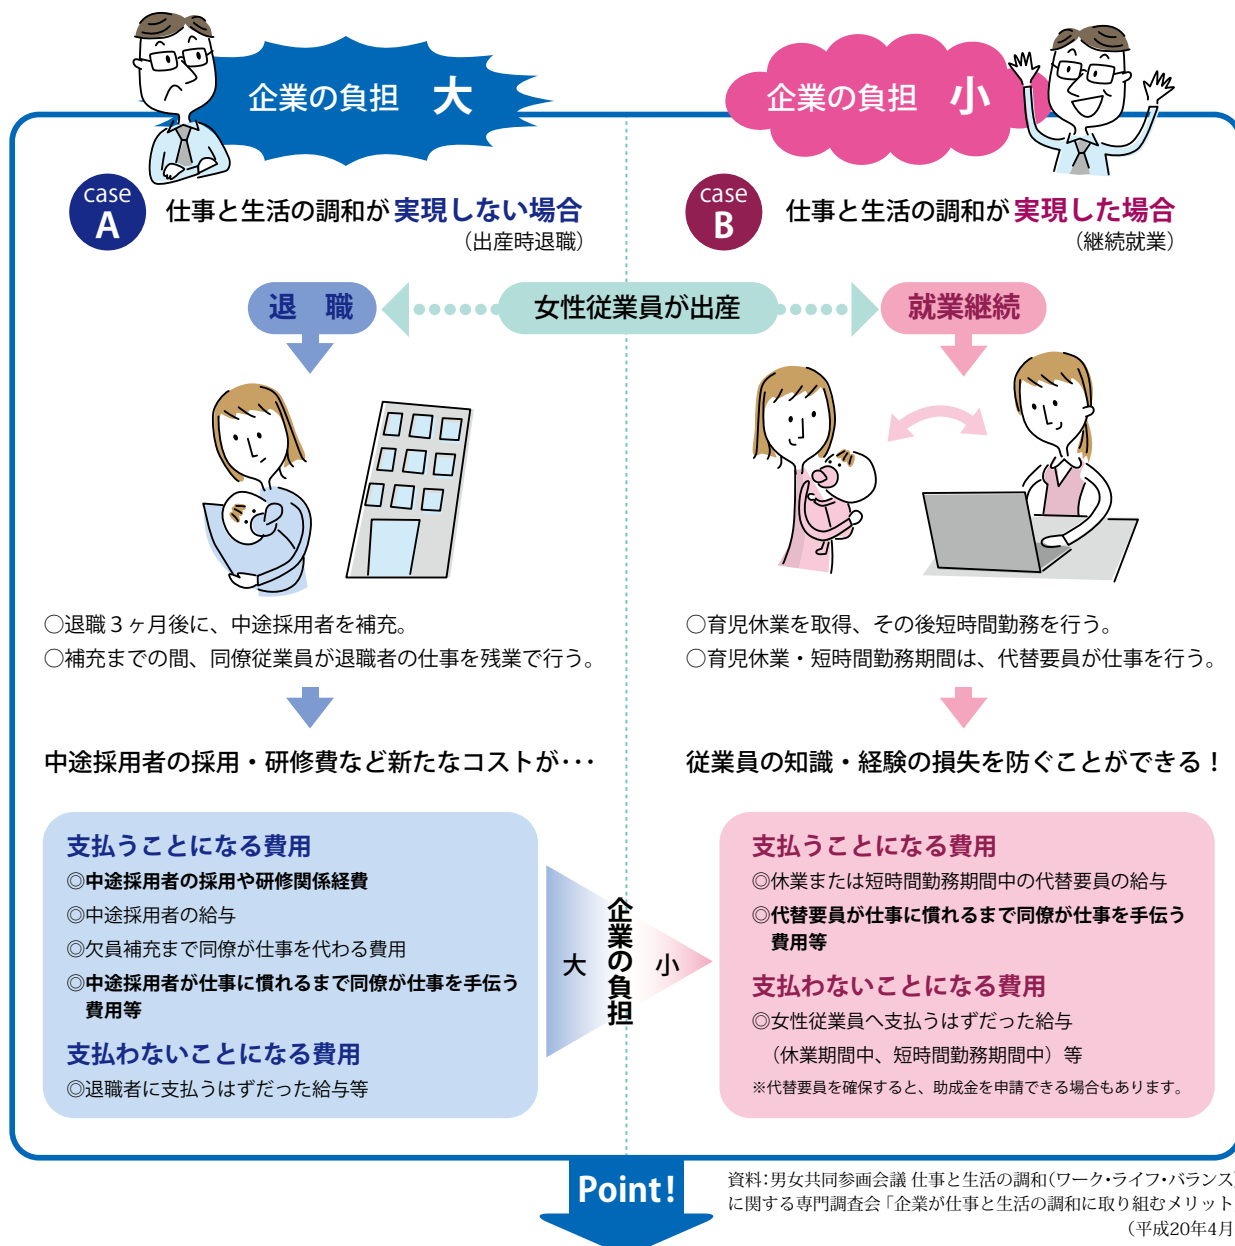 企業の負担 大
企業の負担 小
case
A
仕事と生活の調和が実現しない場合
(出産時退職)
case
B
仕事と生活の調和が実現した場合
(継続就業)
退 職
女性従業員が出産
就業継続
○退職3ヶ月後に、中途採用者を補充。
○補充までの間、同僚従業員が退職者の仕事を残業で行う。
中途採用者の採用・研修費など新たなコストが・・・
支払うことになる費用
◎中途採用者の採用や研修関係経費
◎中途採用者の給与
◎欠員補充まで同僚が仕事を代わる費用
◎中途採用者が仕事に慣れるまで同僚が仕事を手伝う
費用等
支払わないことになる費用
◎退職者に支払うはずだった給与等
大
企業の負担
小
○育児休業を取得、その後短時間勤務を行う。
○育児休業・短時間勤務期間は、代替要員が仕事を行う。
従業員の知識・経験の損失を防ぐことができる!
支払うことになる費用
◎休業または短時間勤務期間中の代替要員の給与
◎代替要員が仕事に慣れるまで同僚が仕事を手伝う
費用等
支払わないことになる費用
◎女性従業員へ支払うはずだった給与
(休業期間中、短時間勤務期間中)等
※代替要員を確保すると、助成金を申請できる場合もあります。
Point!
資料:男女共同参画会議 仕事と生活の調和(ワーク・ライフ・バランス)
に関する専門調査会「企業が仕事と生活の調和に取り組むメリット
(平成20年4月